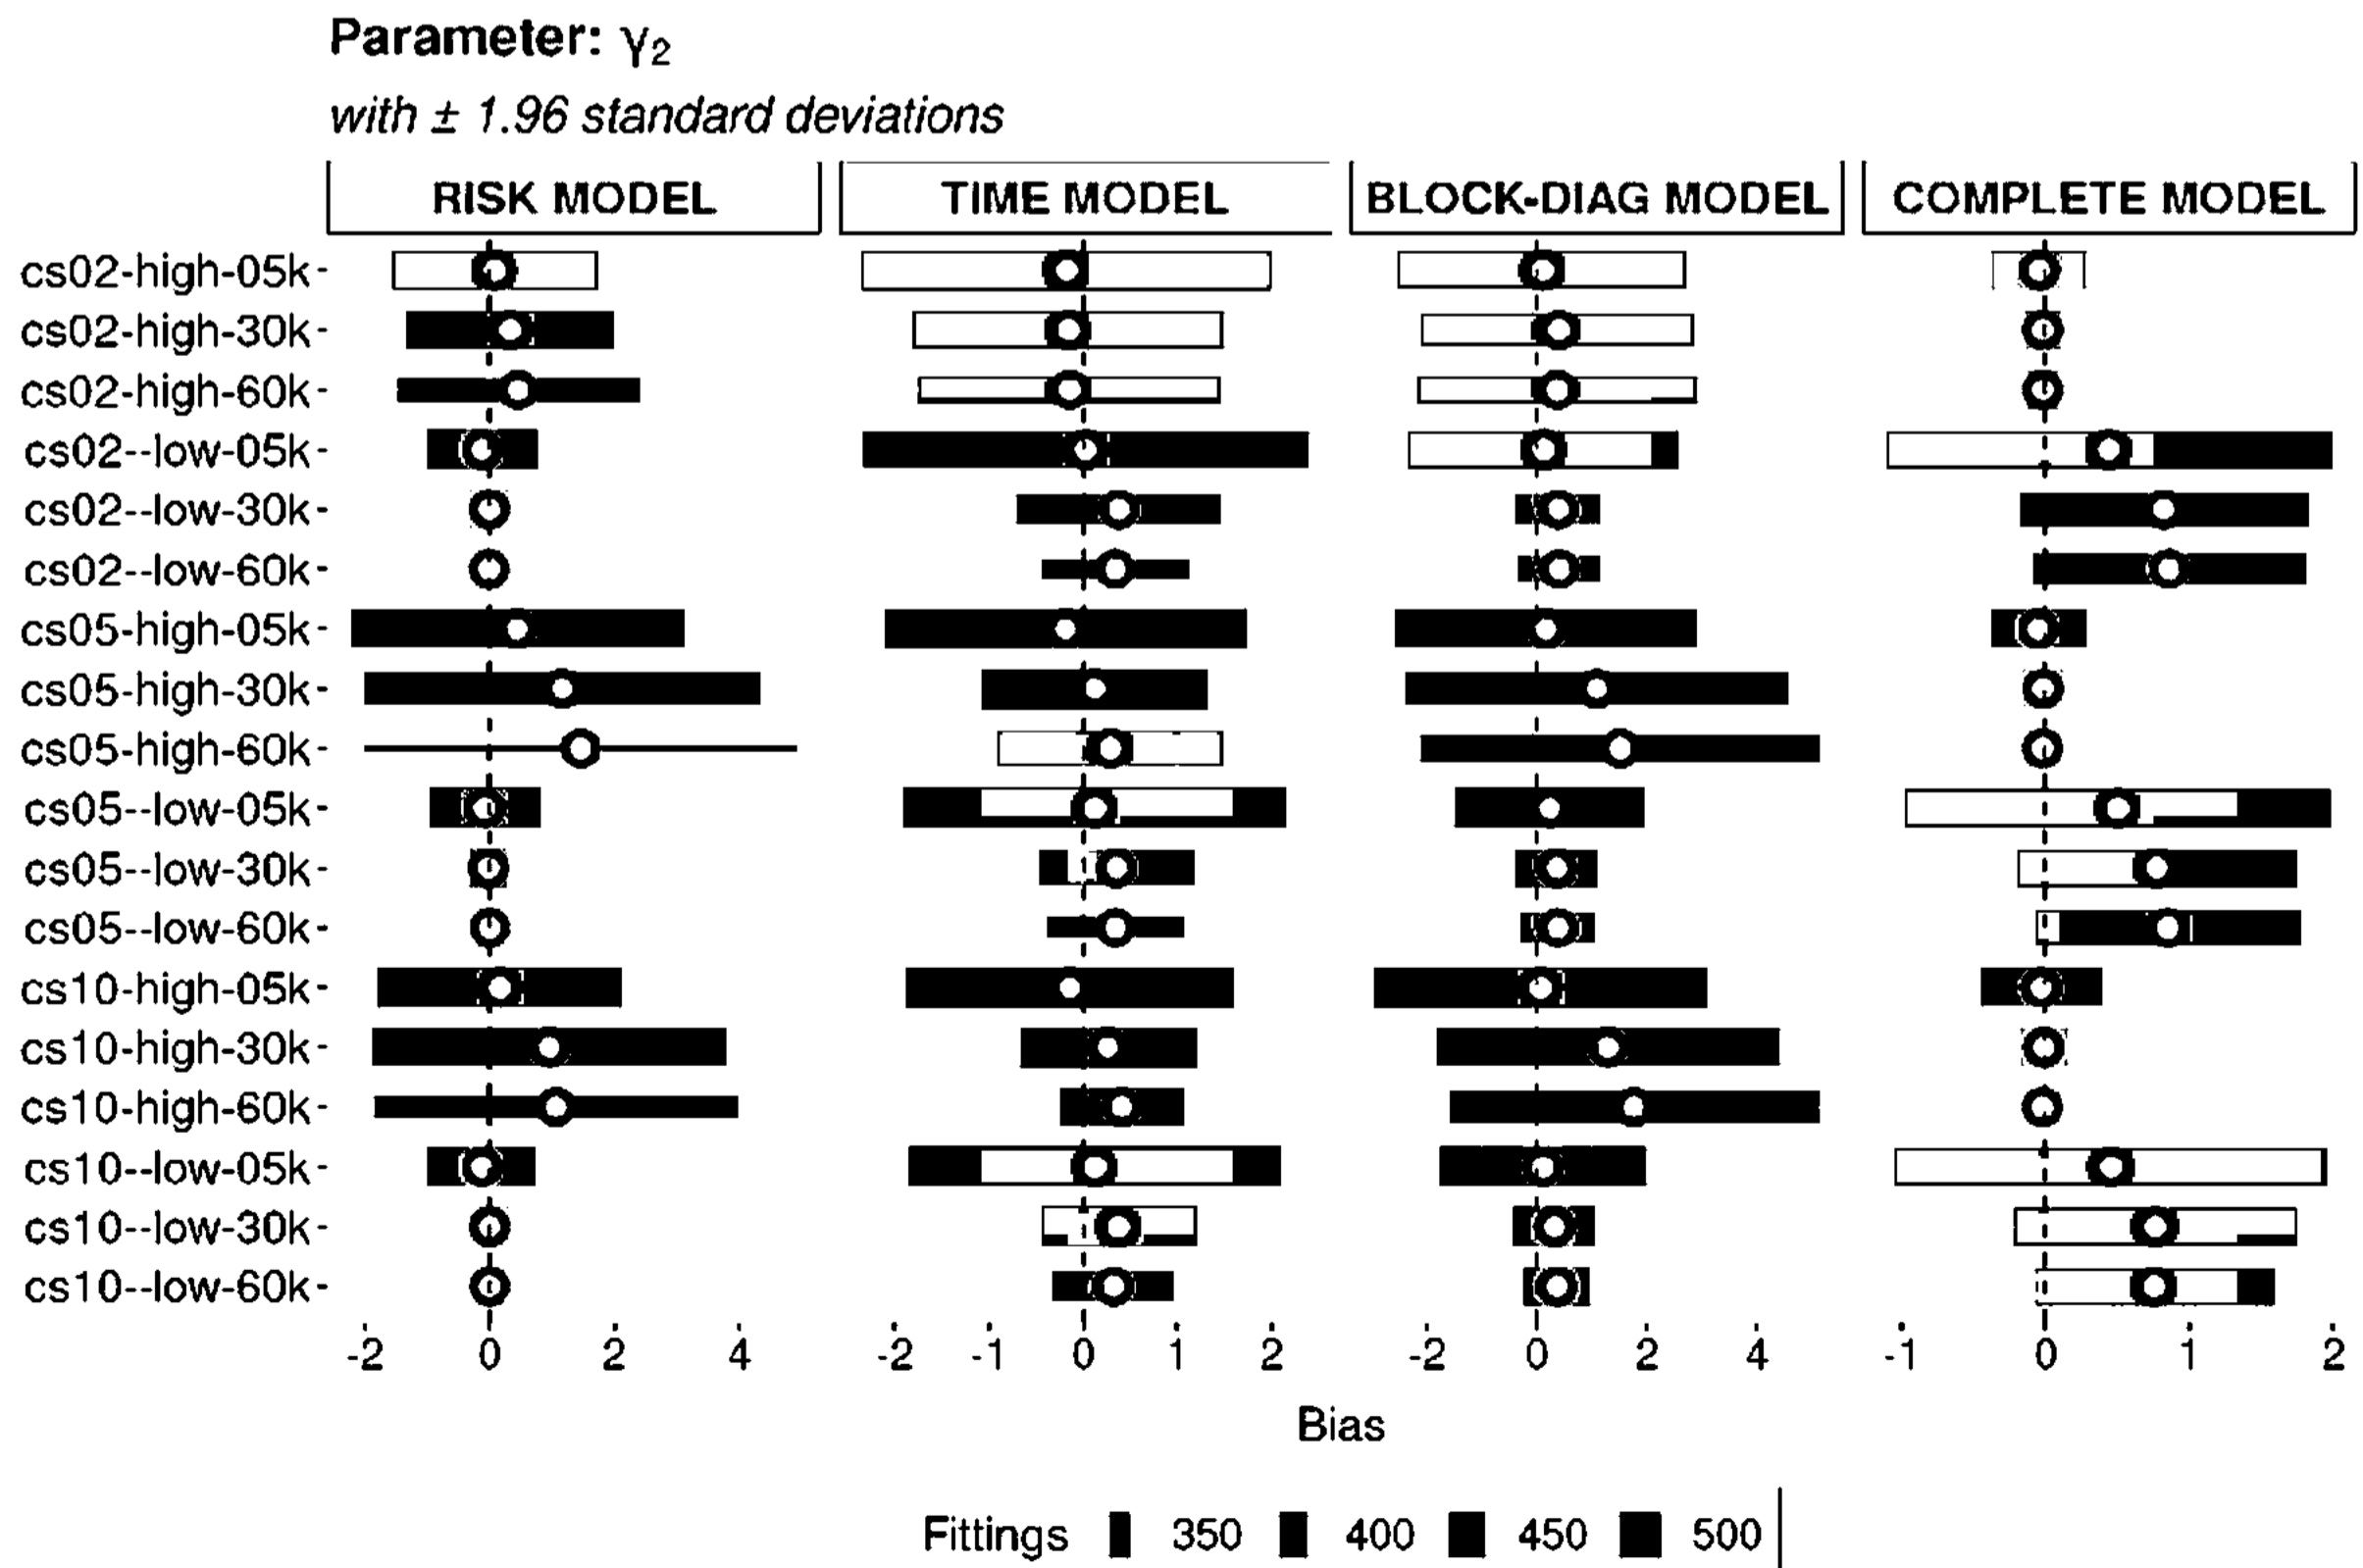 Parameter: γ₂
with ± 1.96 standard deviations
RISK MODEL TIME MODEL BLOCK-DIAG MODEL COMPLETE MODEL
cs02-high-05k
cs02-high-30k
cs02-high-60k
cs02--low-05k
cs02--low-30k
cs02--low-60k
cs05-high-05k
cs05-high-30k
cs05-high-60k
cs05--low-05k
cs05--low-30k
cs05--low-60k
cs10-high-05k
cs10-high-30k
cs10-high-60k
cs10--low-05k
cs10--low-30k
cs10--low-60k
-2 0 2 4 -2 -1 0 1 2 -2 0 2 4 -1 0 1 2
Bias
Fittings 350 400 450 500